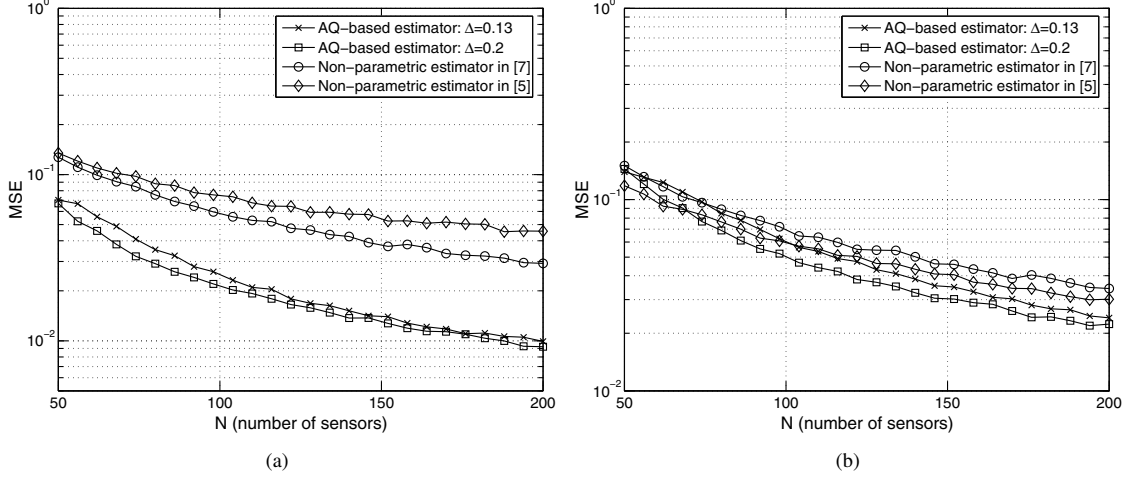 AQ−based estimator: Δ=0.13
AQ−based estimator: Δ=0.2
Non−parametric estimator in [7]
Non−parametric estimator in [5]
10^0
10^−1
10^−2
MSE
50
100
150
200
N (number of sensors)
(a)
AQ−based estimator: Δ=0.13
AQ−based estimator: Δ=0.2
Non−parametric estimator in [7]
Non−parametric estimator in [5]
10^0
10^−1
10^−2
MSE
50
100
150
200
N (number of sensors)
(b)